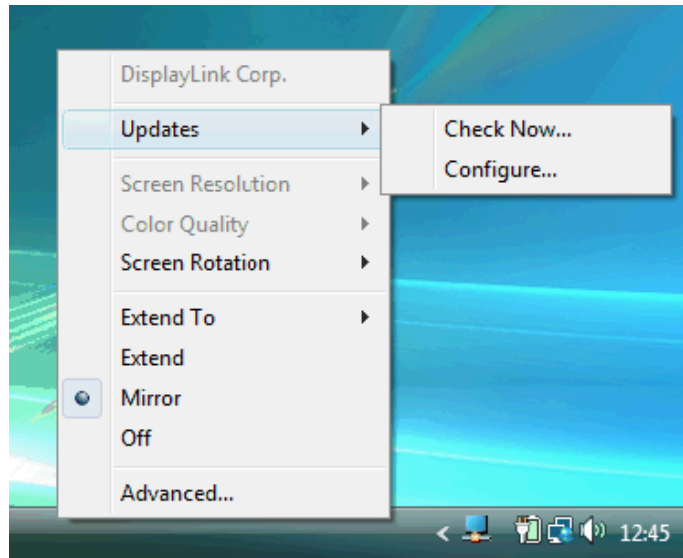 DisplayLink Corp.
Updates
Check Now...
Configure...
Screen Resolution
Color Quality
Screen Rotation
Extend To
Extend
Mirror
Off
Advanced...
12:45